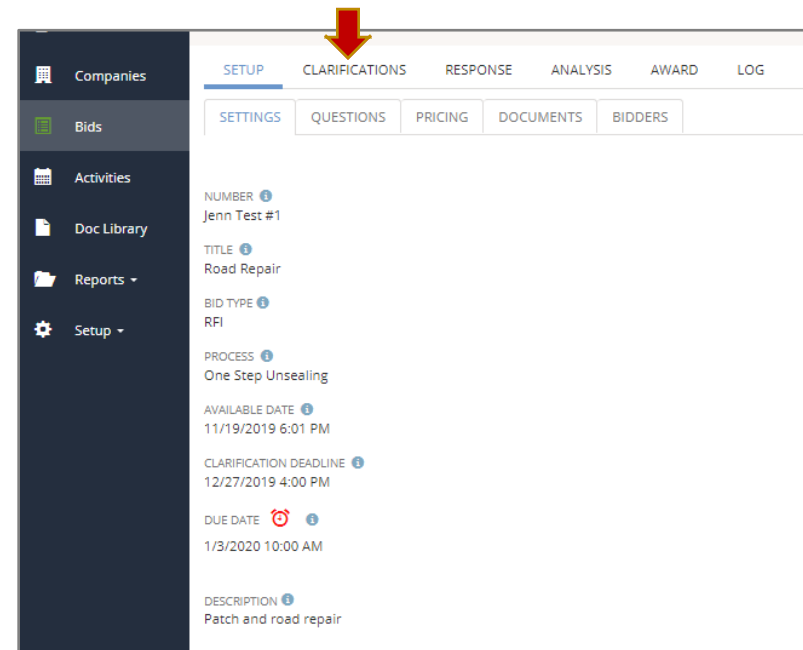 Companies
Bids
Activities
Doc Library
Reports
Setup
SETUP CLARIFICATIONS RESPONSE ANALYSIS AWARD LOG
SETTINGS QUESTIONS PRICING DOCUMENTS BIDDERS
NUMBER
Jenn Test #1
TITLE
Road Repair
BID TYPE
RFI
PROCESS
One Step Unsealing
AVAILABLE DATE
11/19/2019 6:01 PM
CLARIFICATION DEADLINE
12/27/2019 4:00 PM
DUE DATE
1/3/2020 10:00 AM
DESCRIPTION
Patch and road repair